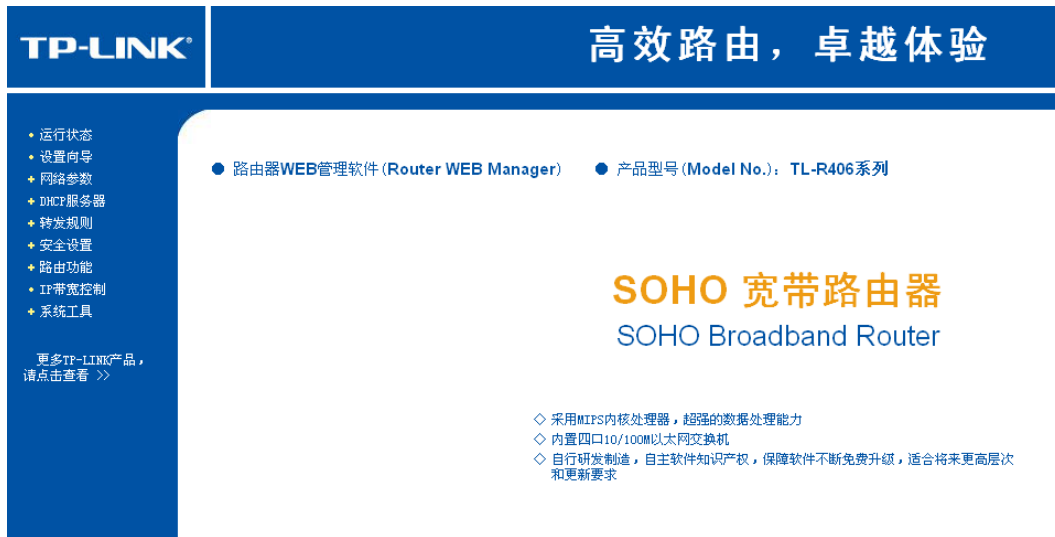 TP-LINK®
高效路由，卓越体验
• 运行状态
• 设置向导
+ 网络参数
+ DHCP服务器
+ 转发规则
+ 安全设置
+ 路由功能
• IP带宽控制
+ 系统工具
更多TP-LINK产品，
请点击查看 >>
● 路由器WEB管理软件(Router WEB Manager)
● 产品型号(Model No.)：TL-R406系列
SOHO 宽带路由器
SOHO Broadband Router
◇ 采用MIPS内核处理器，超强的数据处理能力
◇ 内置四口10/100M以太网交换机
◇ 自行研发制造，自主软件知识产权，保障软件不断免费升级，适合将来更高层次
和更新要求